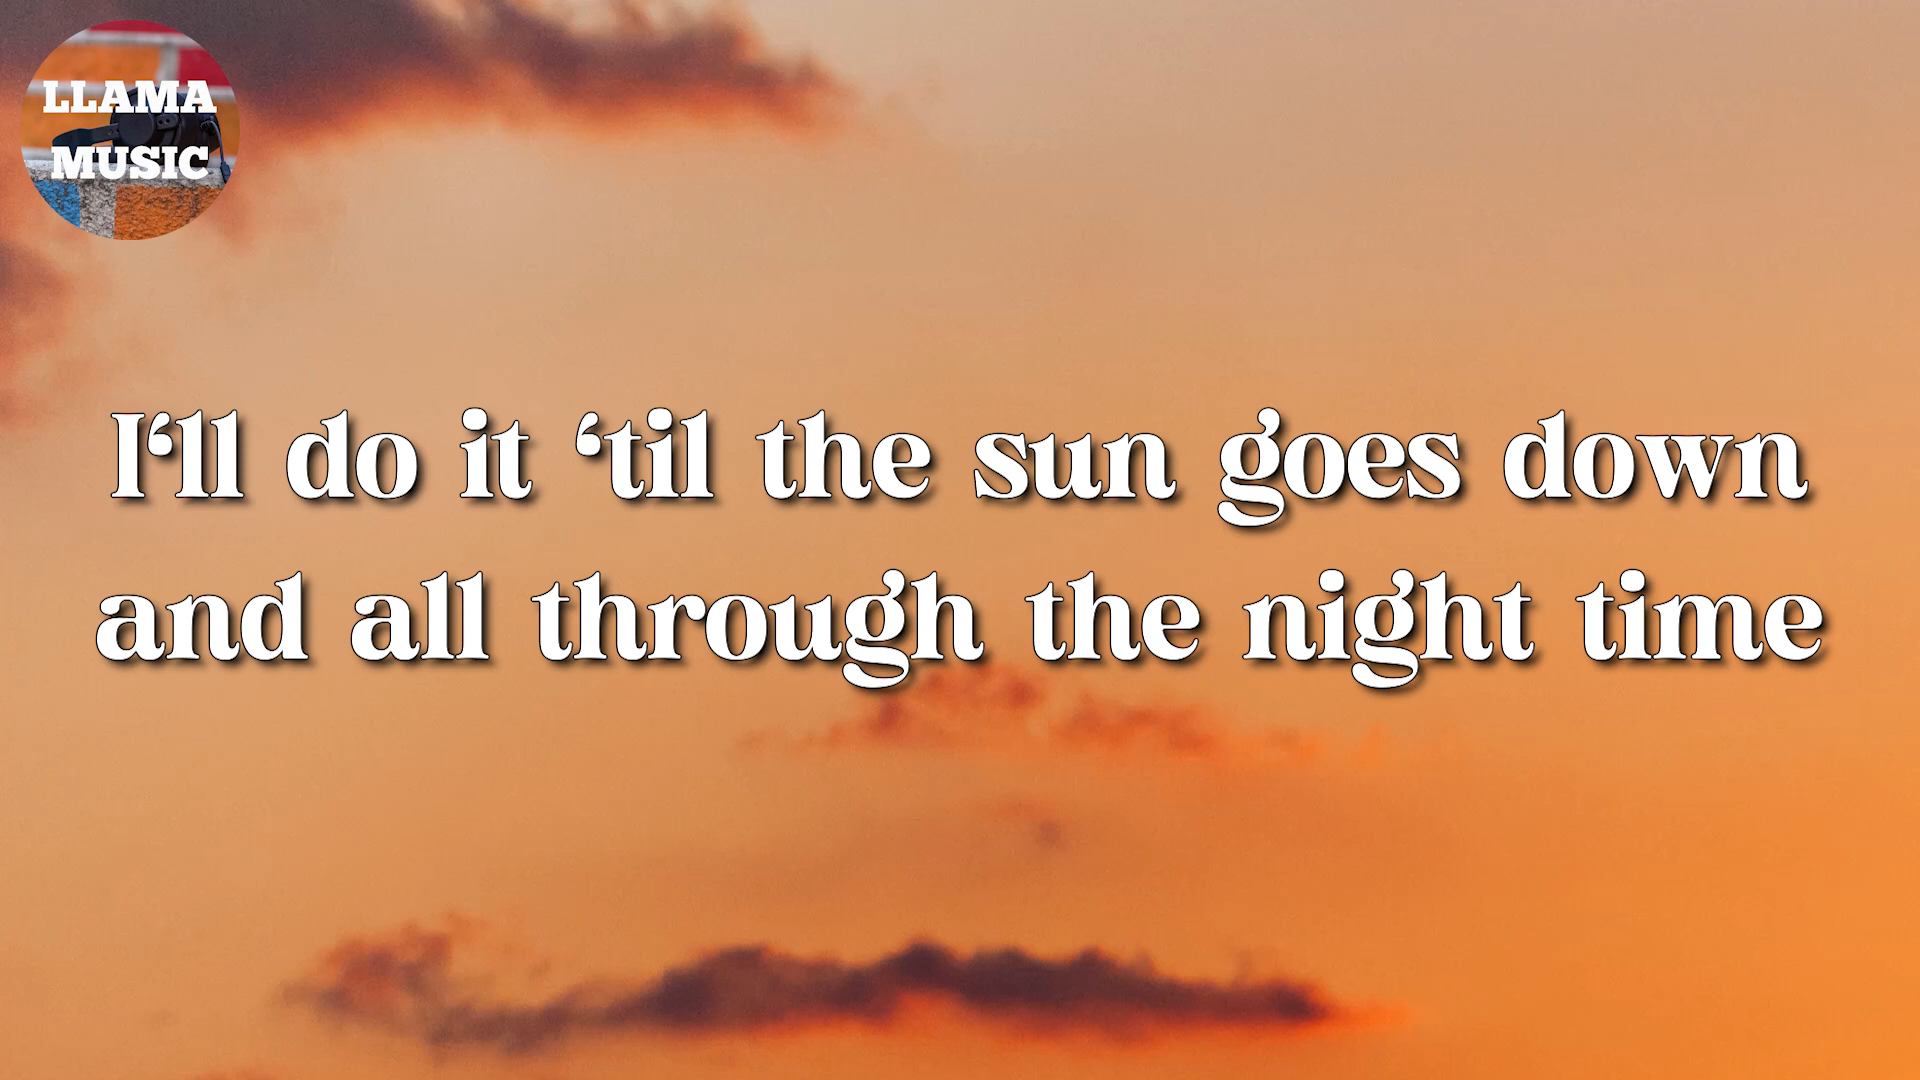 LLAMA
MUSIC
I‘ll do it ‘til the sun goes down
and all through the night time